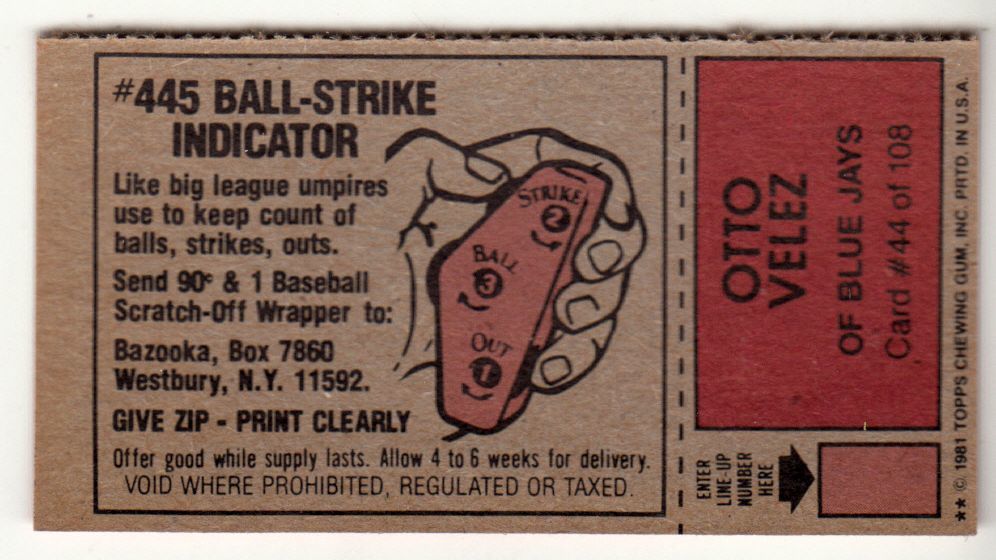 #445 BALL-STRIKE
INDICATOR
Like big league umpires
use to keep count of
balls, strikes, outs.
Send 90¢ & 1 Baseball
Scratch-Off Wrapper to:
Bazooka, Box 7860
Westbury, N.Y. 11592.
GIVE ZIP - PRINT CLEARLY
Offer good while supply lasts. Allow 4 to 6 weeks for delivery.
VOID WHERE PROHIBITED, REGULATED OR TAXED.
STRIKE
2
BALL
3
OUT
1
OTTO
VELEZ
OF BLUE JAYS
Card #44 of 108
ENTER
LINE-UP
NUMBER
HERE
** © 1981 TOPPS CHEWING GUM, INC. PRTD. IN U.S.A.